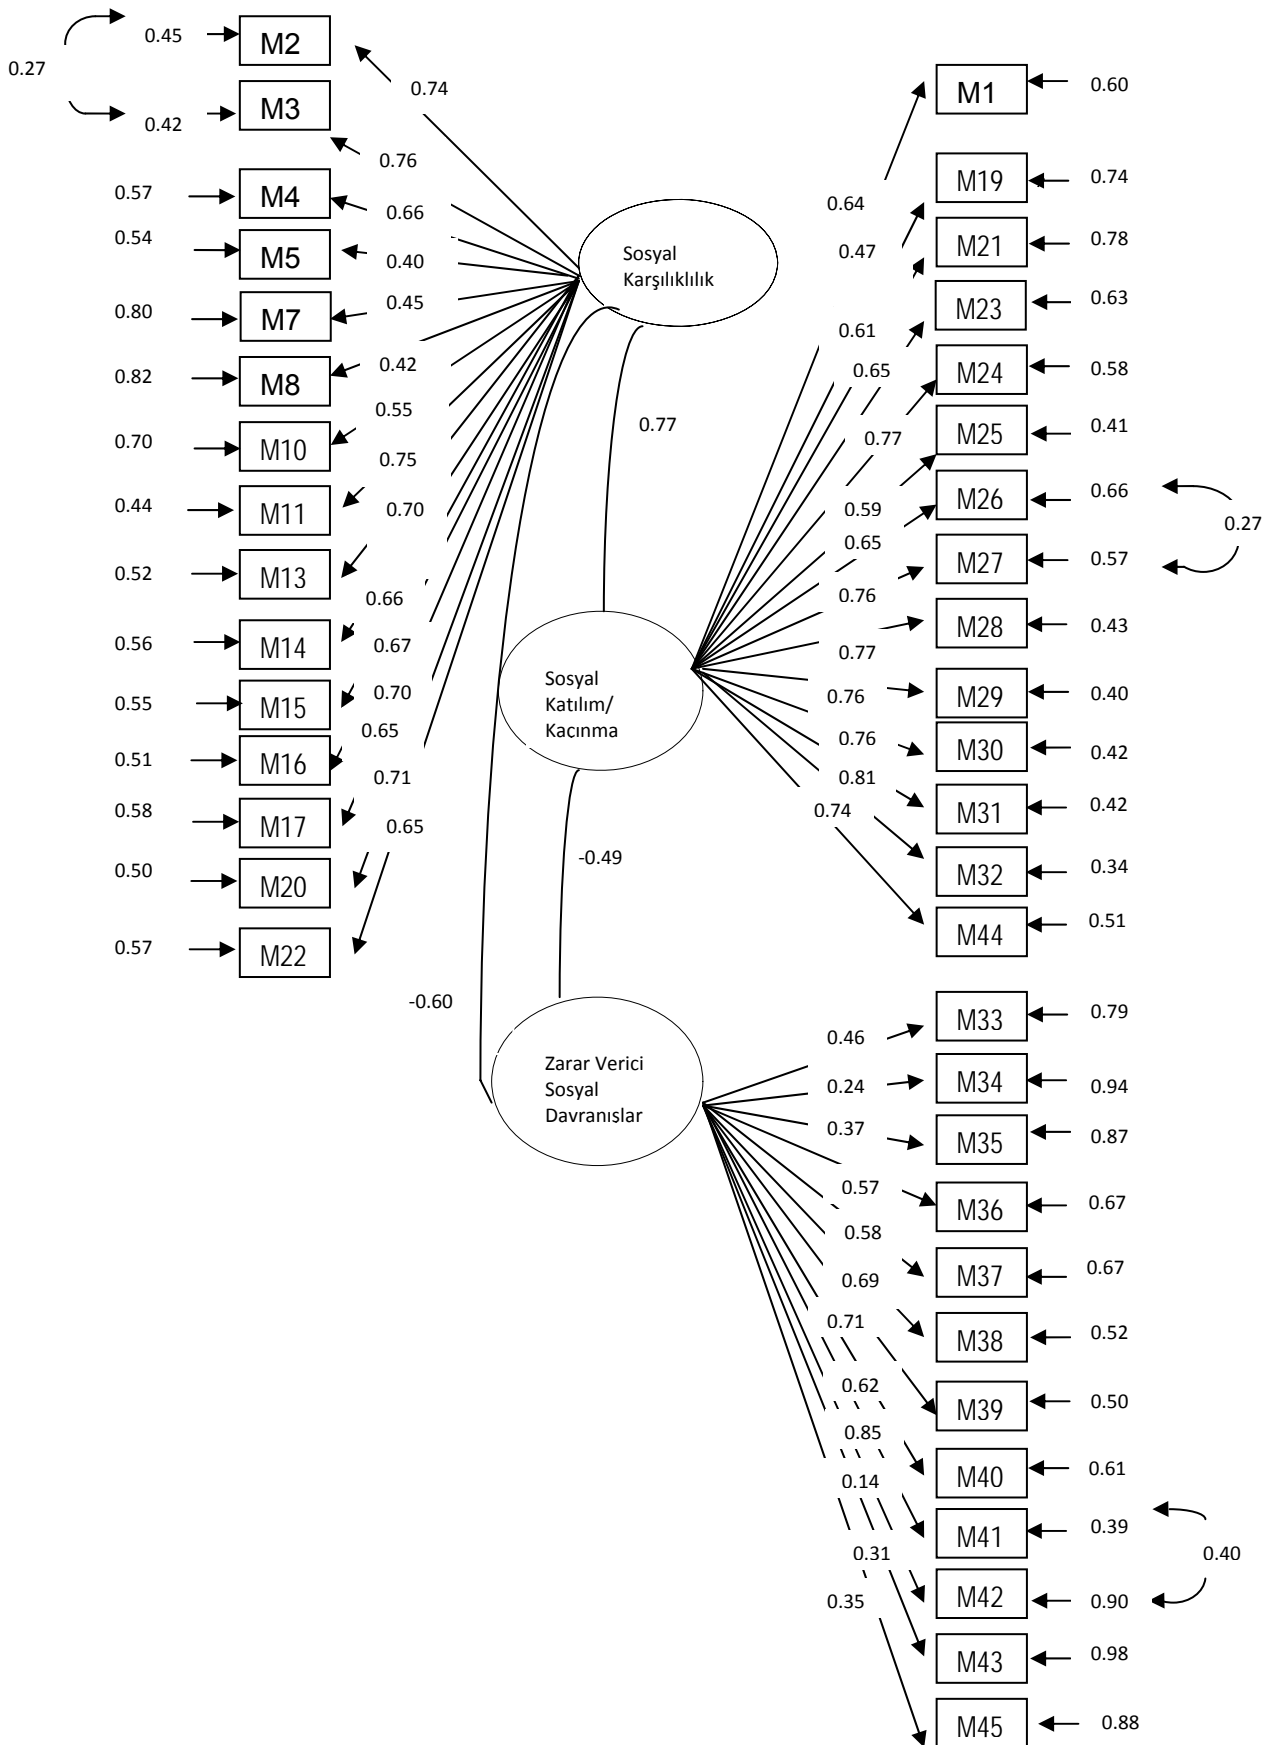 0.27
0.45
M2
0.42
M3
0.57
M4
0.54
M5
0.80
M7
0.82
M8
0.70
M10
0.44
M11
0.52
M13
0.56
M14
0.55
M15
0.51
M16
0.58
M17
0.50
M20
0.57
M22
0.74
0.76
0.66
0.40
0.45
0.42
0.55
0.75
0.70
0.66
0.67
0.70
0.65
0.71
0.65
Sosyal
Karşılıklılık
0.77
Sosyal
Katılım/
Kacınma
-0.49
-0.60
Zarar Verici
Sosyal
Davranıslar
0.64
0.47
0.61
0.65
0.77
0.59
0.65
0.76
0.77
0.76
0.76
0.81
0.74
M1
0.60
M19
0.74
M21
0.78
M23
0.63
M24
0.58
M25
0.41
M26
0.66
M27
0.57
0.27
M28
0.43
M29
0.40
M30
0.42
M31
0.42
M32
0.34
M44
0.51
0.46
0.24
0.37
0.57
0.58
0.69
0.71
0.62
0.85
0.14
0.31
0.35
M33
0.79
M34
0.94
M35
0.87
M36
0.67
M37
0.67
M38
0.52
M39
0.50
M40
0.61
M41
0.39
0.40
M42
0.90
M43
0.98
M45
0.88